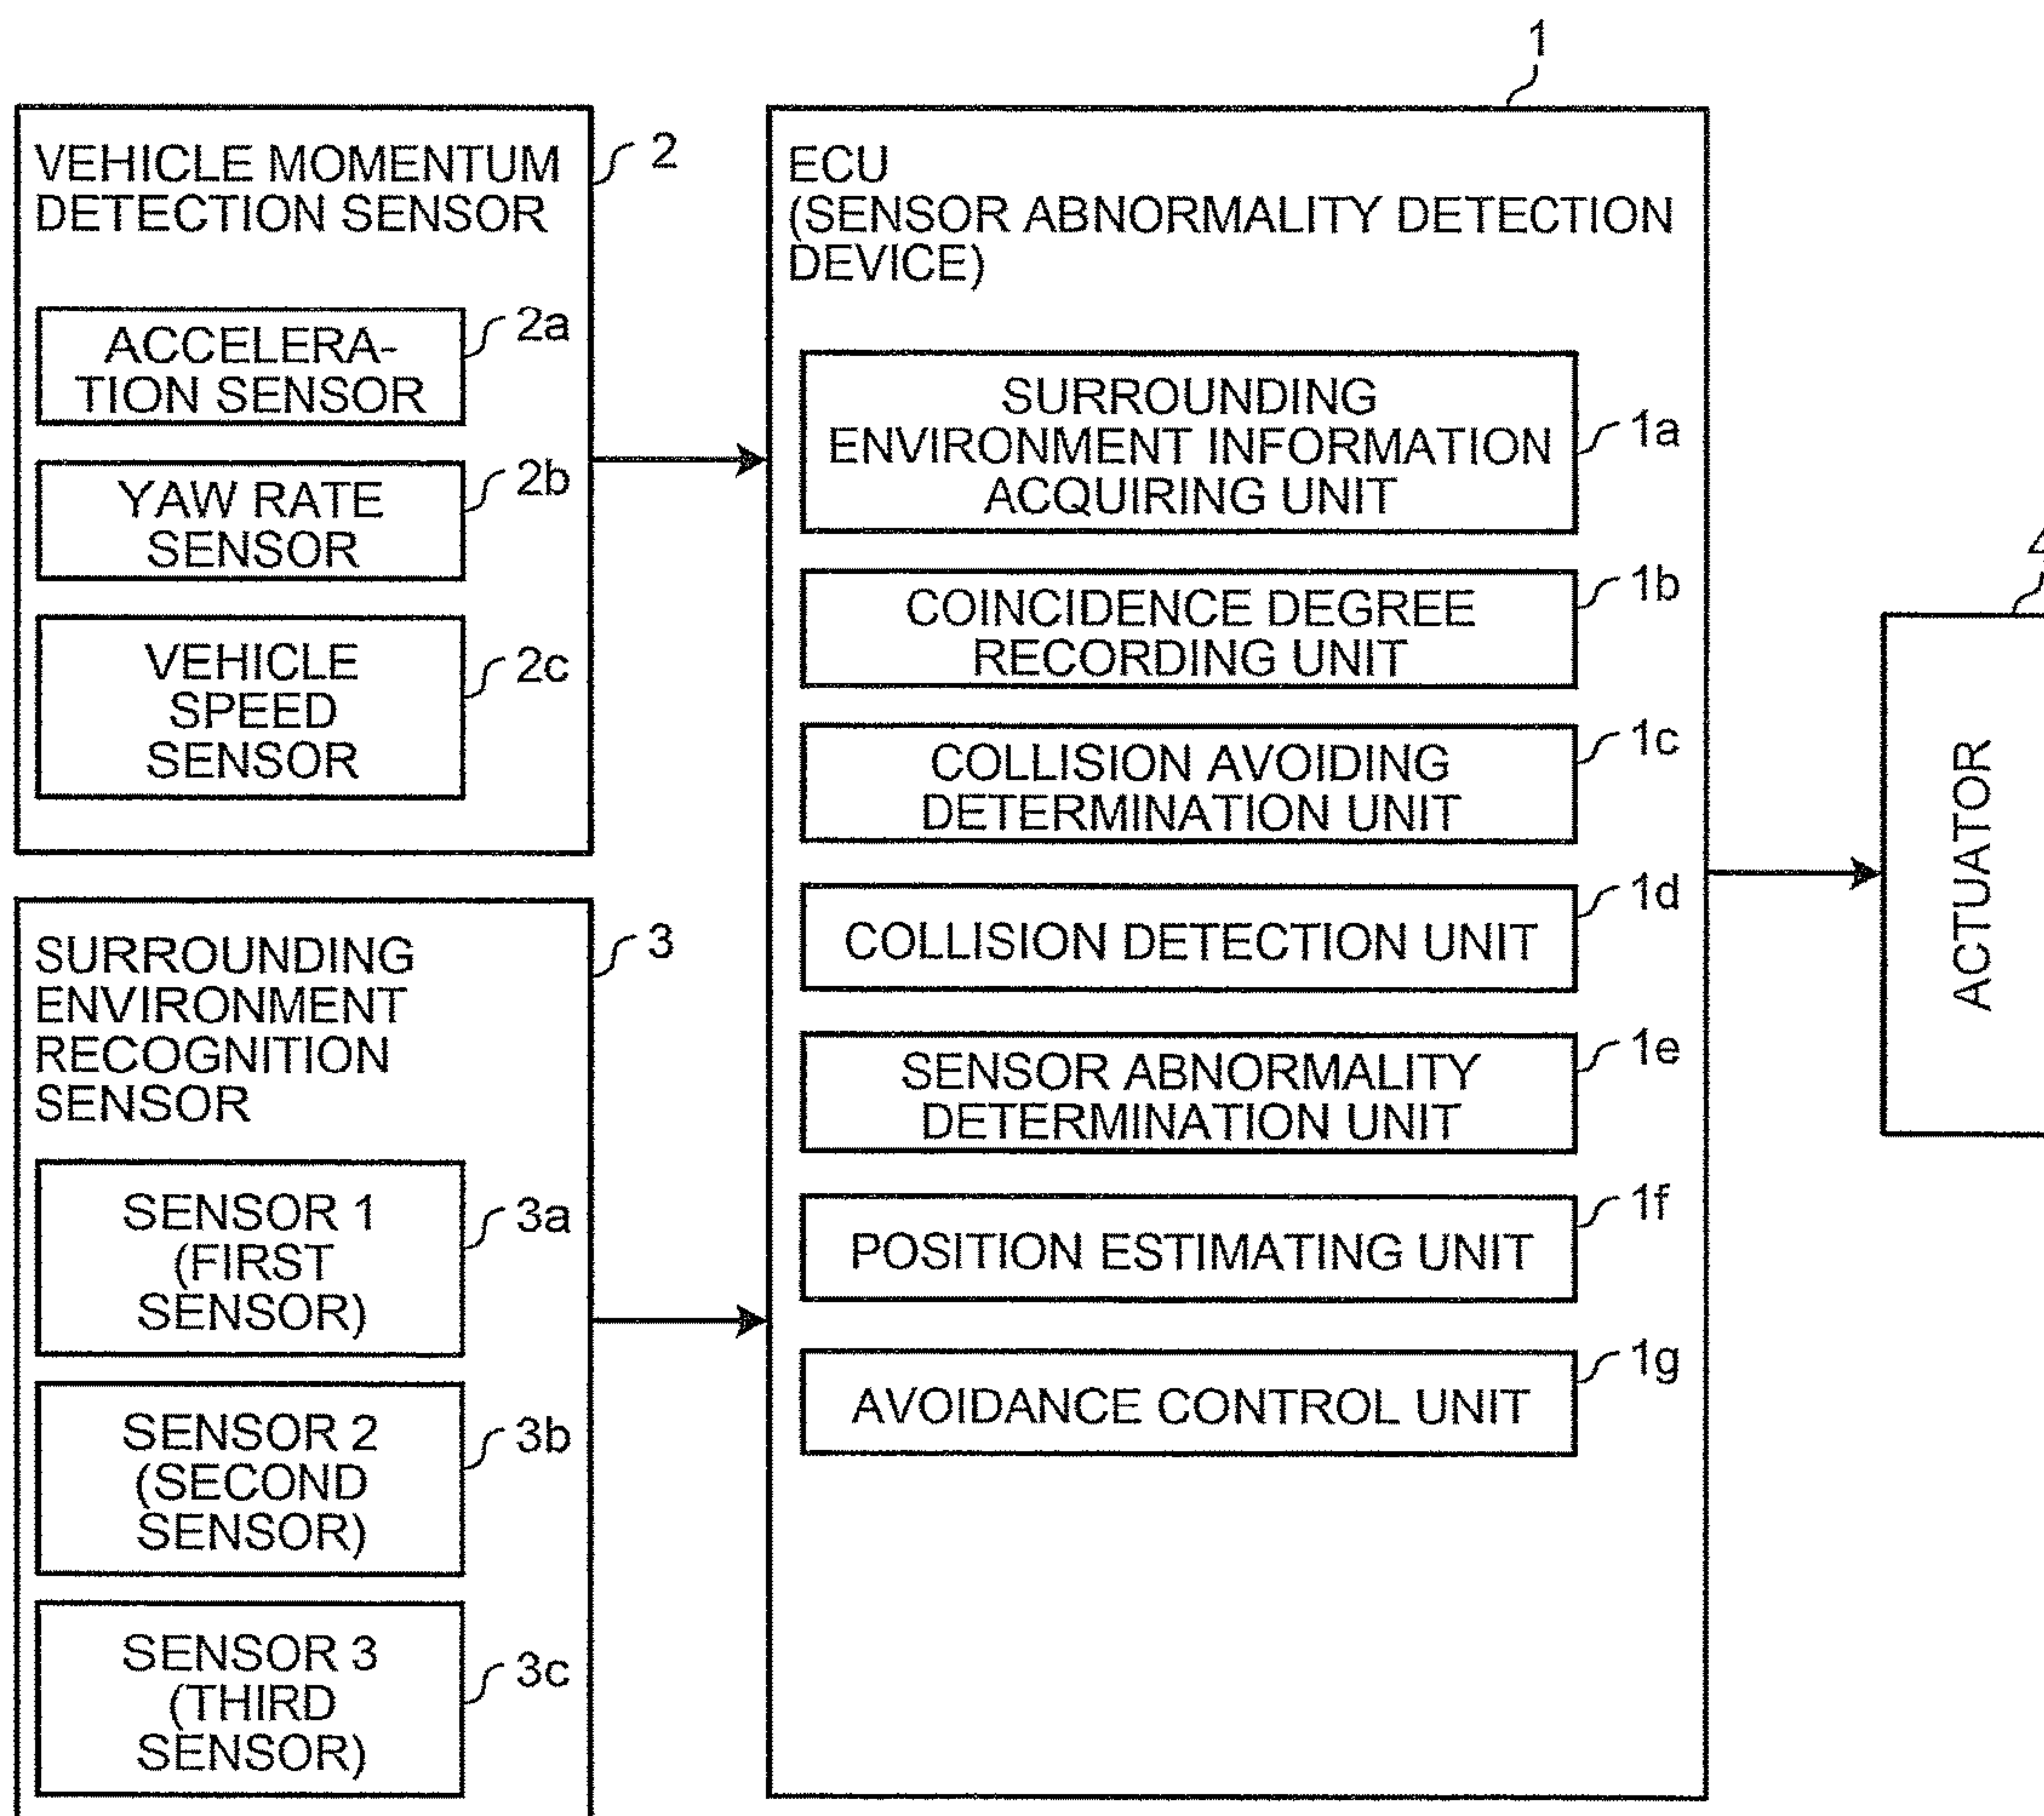 1
VEHICLE MOMENTUM
DETECTION SENSOR
2
ACCELERA-
TION SENSOR
2a
YAW RATE
SENSOR
2b
VEHICLE
SPEED
SENSOR
2c
SURROUNDING
ENVIRONMENT
RECOGNITION
SENSOR
3
SENSOR 1
(FIRST
SENSOR)
3a
SENSOR 2
(SECOND
SENSOR)
3b
SENSOR 3
(THIRD
SENSOR)
3c
ECU
(SENSOR ABNORMALITY DETECTION
DEVICE)
SURROUNDING
ENVIRONMENT INFORMATION
ACQUIRING UNIT
1a
COINCIDENCE DEGREE
RECORDING UNIT
1b
COLLISION AVOIDING
DETERMINATION UNIT
1c
COLLISION DETECTION UNIT
1d
SENSOR ABNORMALITY
DETERMINATION UNIT
1e
POSITION ESTIMATING UNIT
1f
AVOIDANCE CONTROL UNIT
1g
ACTUATOR